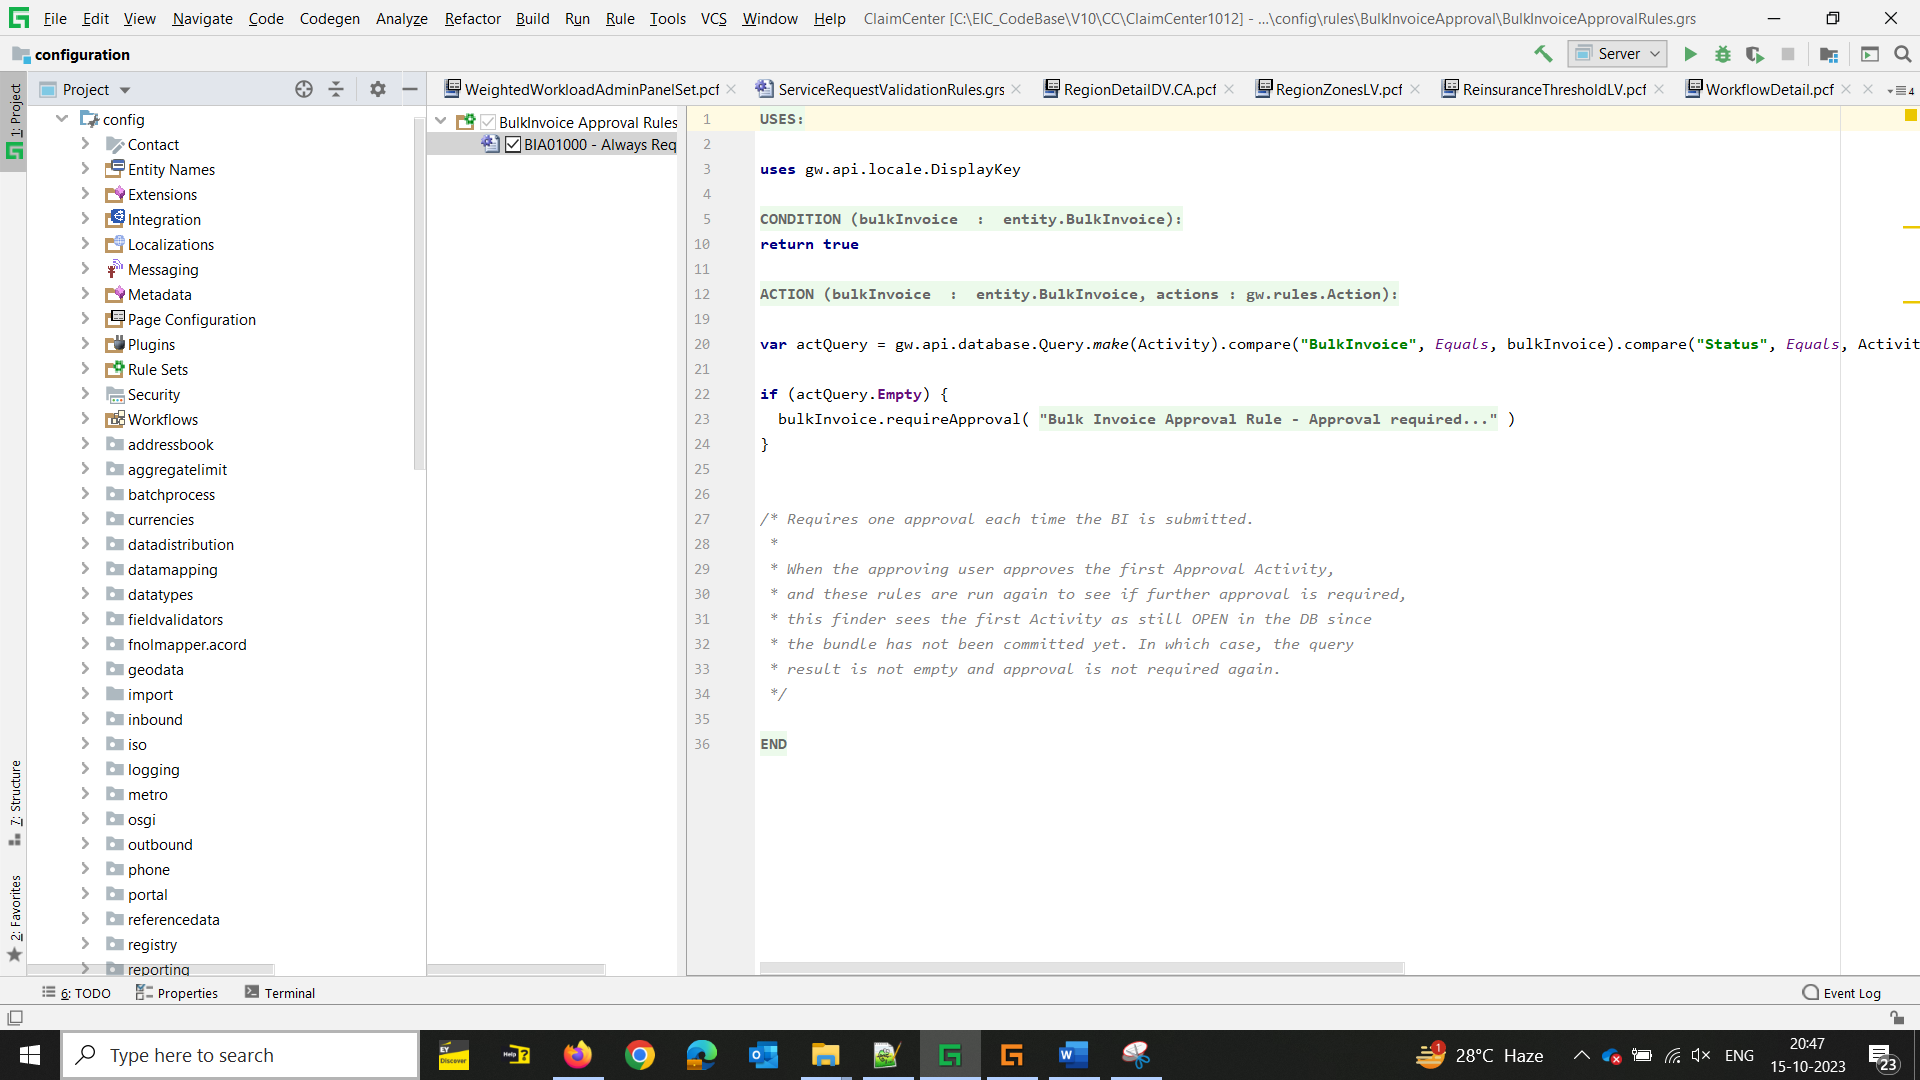 File Edit View Navigate Code Codegen Analyze Refactor Build Run Rule Tools VCS Window Help ClaimCenter [C:\EIC_CodeBase\V10\CC\ClaimCenter1012] - ...\config\rules\BulkInvoiceApproval\BulkInvoiceApprovalRules.grs
configuration
Server
Project
WeightedWorkloadAdminPanelSet.pcf
ServiceRequestValidationRules.grs
RegionDetailDV.CA.pcf
RegionZonesLV.pcf
ReinsuranceThresholdLV.pcf
WorkflowDetail.pcf
4
1: Project
7: Structure
2: Favorites
config
Contact
Entity Names
Extensions
Integration
Localizations
Messaging
Metadata
Page Configuration
Plugins
Rule Sets
Security
Workflows
addressbook
aggregatelimit
batchprocess
currencies
datadistribution
datamapping
datatypes
fieldvalidators
fnolmapper.acord
geodata
import
inbound
iso
logging
metro
osgi
outbound
phone
portal
referencedata
registry
reporting
BulkInvoice Approval Rules
BIA01000 - Always Req
1 USES:
2
3 uses gw.api.locale.DisplayKey
4
5 CONDITION (bulkInvoice : entity.BulkInvoice):
10 return true
11
12 ACTION (bulkInvoice : entity.BulkInvoice, actions : gw.rules.Action):
19
20 var actQuery = gw.api.database.Query.make(Activity).compare("BulkInvoice", Equals, bulkInvoice).compare("Status", Equals, Activit
21
22 if (actQuery.Empty) {
23 bulkInvoice.requireApproval( "Bulk Invoice Approval Rule - Approval required..." )
24 }
25
26
27 /* Requires one approval each time the BI is submitted.
28 *
29 * When the approving user approves the first Approval Activity,
30 * and these rules are run again to see if further approval is required,
31 * this finder sees the first Activity as still OPEN in the DB since
32 * the bundle has not been committed yet. In which case, the query
33 * result is not empty and approval is not required again.
34 */
35
36 END
6: TODO
Properties
Terminal
Event Log
Type here to search
EY
Discover
Help ?
1
28°C Haze
ENG
20:47
15-10-2023
23